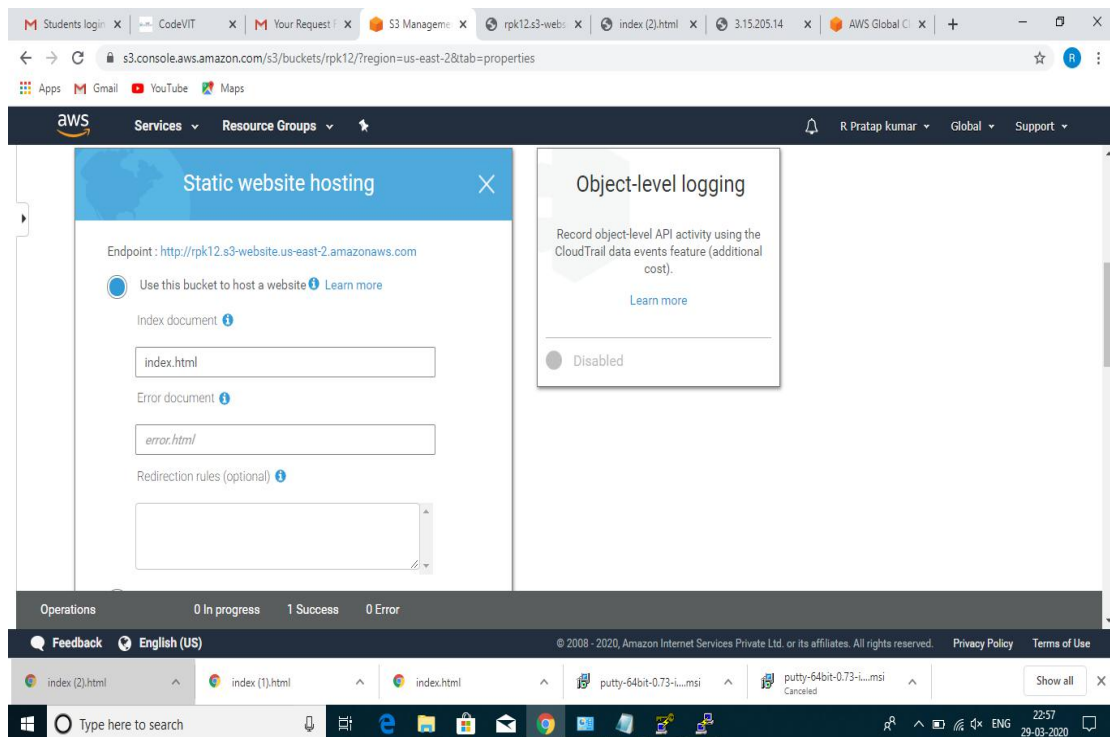 Students login
CodeVIT
Your Request F
S3 Manageme
rpk12.s3-webs
index (2).html
3.15.205.14
AWS Global Cl
s3.console.aws.amazon.com/s3/buckets/rpk12/?region=us-east-2&tab=properties
R
Apps Gmail YouTube Maps
aws Services Resource Groups R Pratap kumar Global Support
Static website hosting
Endpoint : http://rpk12.s3-website.us-east-2.amazonaws.com
Use this bucket to host a website Learn more
Index document
index.html
Error document
error.html
Redirection rules (optional)
Object-level logging
Record object-level API activity using the
CloudTrail data events feature (additional
cost).
Learn more
Disabled
Operations 0 In progress 1 Success 0 Error
Feedback English (US) © 2008 - 2020, Amazon Internet Services Private Ltd. or its affiliates. All rights reserved. Privacy Policy Terms of Use
index (2).html
index (1).html
index.html
putty-64bit-0.73-i....msi
putty-64bit-0.73-i....msi
Canceled
Show all
Type here to search
ENG
22:57
29-03-2020